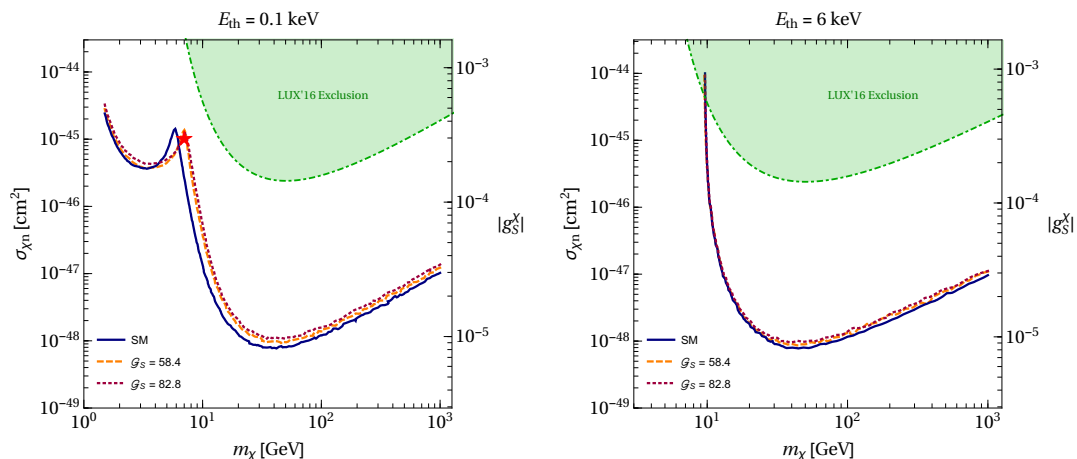 E_th = 0.1 keV
10^-44
10^-45
10^-46
10^-47
10^-48
10^-49
σ_χn [cm²]
LUX'16 Exclusion
SM
𝒢_S = 58.4
𝒢_S = 82.8
10^0
10^1
10^2
10^3
m_χ [GeV]
10^-3
10^-4
10^-5
|g_S^χ|
E_th = 6 keV
10^-44
10^-45
10^-46
10^-47
10^-48
10^-49
σ_χn [cm²]
LUX'16 Exclusion
SM
𝒢_S = 58.4
𝒢_S = 82.8
10^1
10^2
10^3
m_χ [GeV]
10^-3
10^-4
10^-5
|g_S^χ|